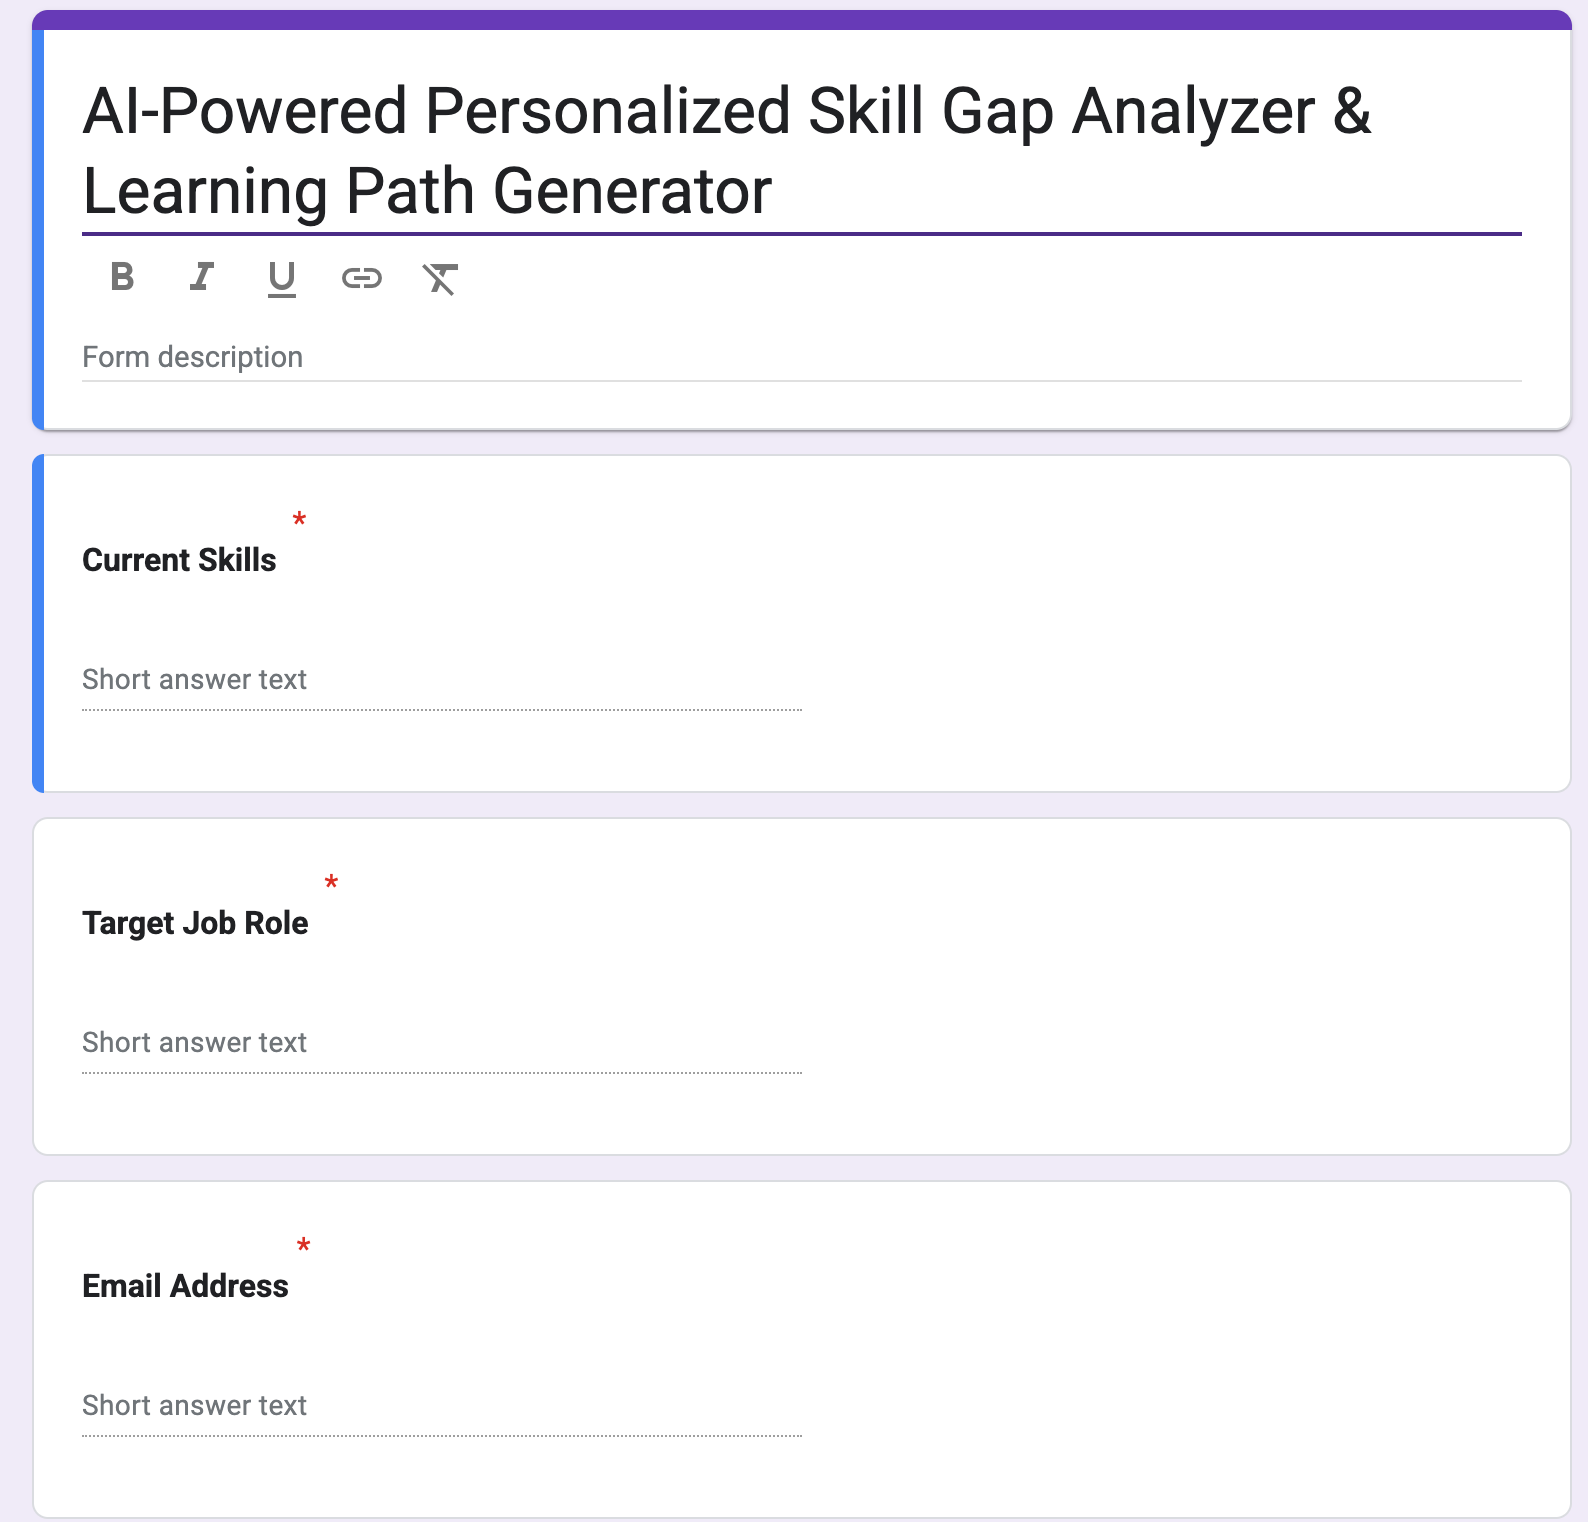 AI-Powered Personalized Skill Gap Analyzer &
Learning Path Generator
B I U
Form description
*
Current Skills
Short answer text
*
Target Job Role
Short answer text
*
Email Address
Short answer text